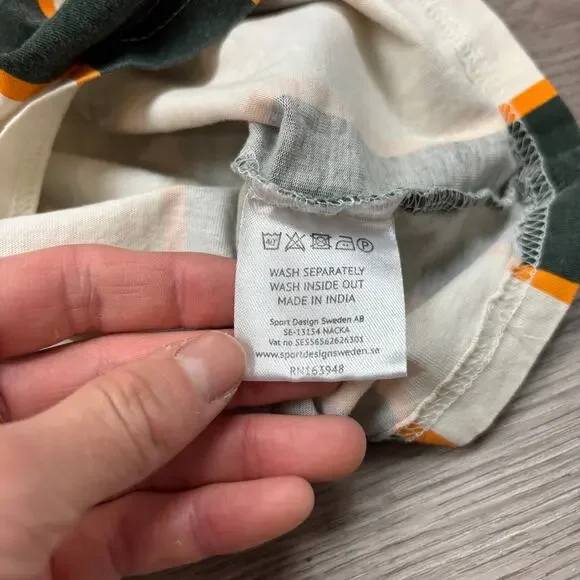 40
P
WASH SEPARATELY
WASH INSIDE OUT
MADE IN INDIA
Sport Design Sweden AB
SE-13154 NACKA
Vat no SE556562626301
www.sportdesignsweden.se
RN163948